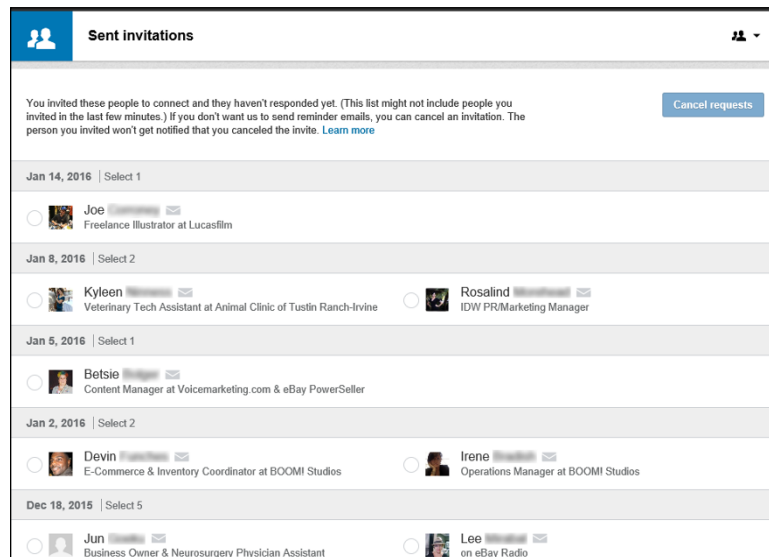 Sent invitations
You invited these people to connect and they haven't responded yet. (This list might not include people you
invited in the last few minutes.) If you don't want us to send reminder emails, you can cancel an invitation. The
person you invited won't get notified that you canceled the invite. Learn more
Cancel requests
Jan 14, 2016 | Select 1
Joe
Freelance Illustrator at Lucasfilm
Jan 8, 2016 | Select 2
Kyleen
Veterinary Tech Assistant at Animal Clinic of Tustin Ranch-Irvine
Rosalind
IDW PR/Marketing Manager
Jan 5, 2016 | Select 1
Betsie
Content Manager at Voicemarketing.com & eBay PowerSeller
Jan 2, 2016 | Select 2
Devin
E-Commerce & Inventory Coordinator at BOOM! Studios
Irene
Operations Manager at BOOM! Studios
Dec 18, 2015 | Select 5
Jun
Business Owner & Neurosurgery Physician Assistant
Lee
on eBay Radio